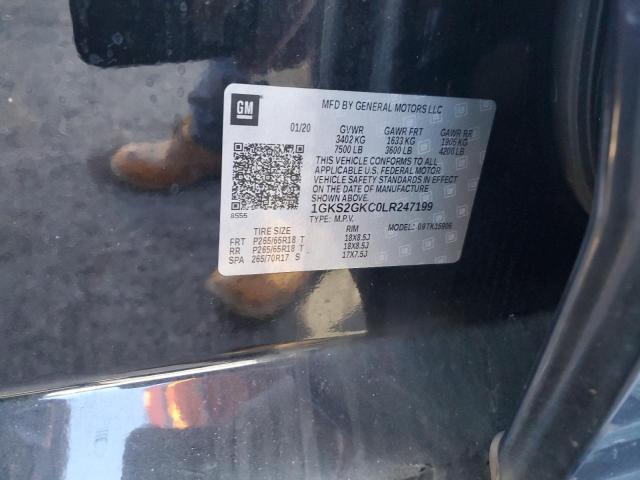 GM
MFD BY GENERAL MOTORS LLC
01/20 GVWR GAWR FRT GAWR RR
3402 KG 1633 KG 1905 KG
7500 LB 3600 LB 4200 LB
THIS VEHICLE CONFORMS TO ALL
APPLICABLE U.S. FEDERAL MOTOR
VEHICLE SAFETY STANDARDS IN EFFECT
ON THE DATE OF MANUFACTURE
SHOWN ABOVE.
1GKS2GKC0LR247199
8555
TYPE: M.P.V. MODEL: TK15906
TIRE SIZE RIM
FRT P265/65R18 T 18X8.5J
RR P265/65R18 T 18X8.5J
SPA 265/70R17 S 17X7.5J